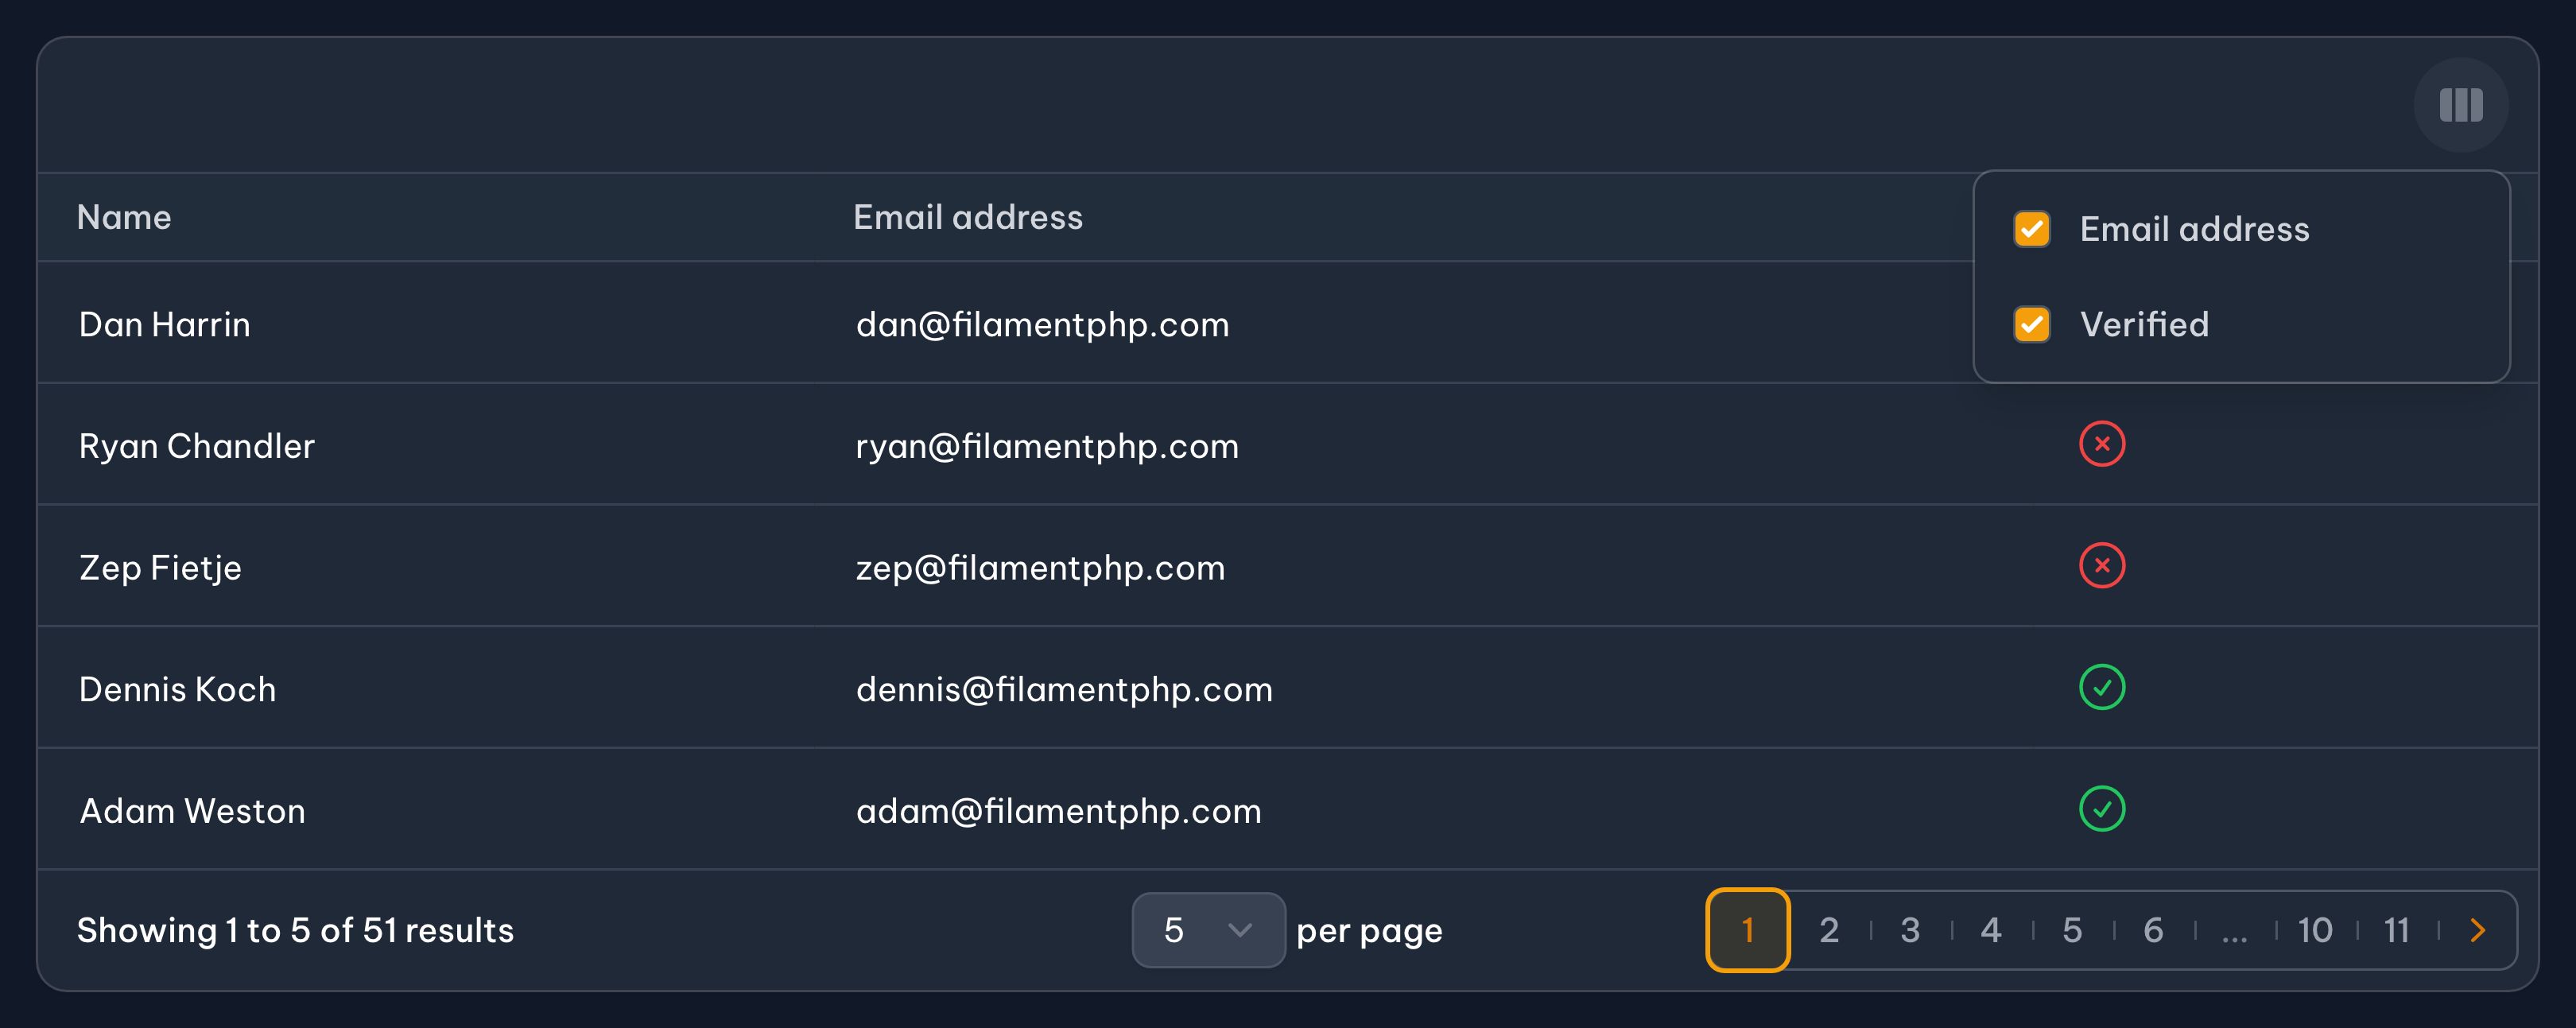 Name Email address
Email address
Verified
Dan Harrin dan@filamentphp.com
Ryan Chandler ryan@filamentphp.com
Zep Fietje zep@filamentphp.com
Dennis Koch dennis@filamentphp.com
Adam Weston adam@filamentphp.com
Showing 1 to 5 of 51 results 5 per page 1 2 3 4 5 6 ... 10 11